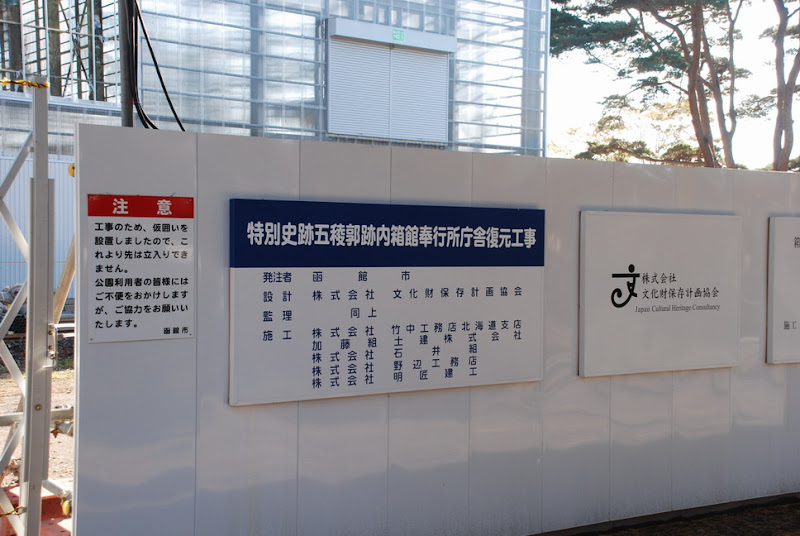 注意
工事のため、仮囲いを
設置しましたので、こ
れより先は立入りでき
ません。
公園利用者の皆様には
ご不便をおかけします
が、ご協力をお願いい
たします。
函館市
特別史跡五稜郭跡内箱館奉行所庁舎復元工事
発注者 函館市
設計 株式会社 文化財保存計画協会
監理 同上
施工 株式会社 竹中工務店北海道支店
加藤組土建株式会社
株式会社 石井組
株式会社 野辺工務店
株式会社 明匠建工
文
株式会社
文化財保存計画協会
Japan Cultural Heritage Consultancy
箱
施工